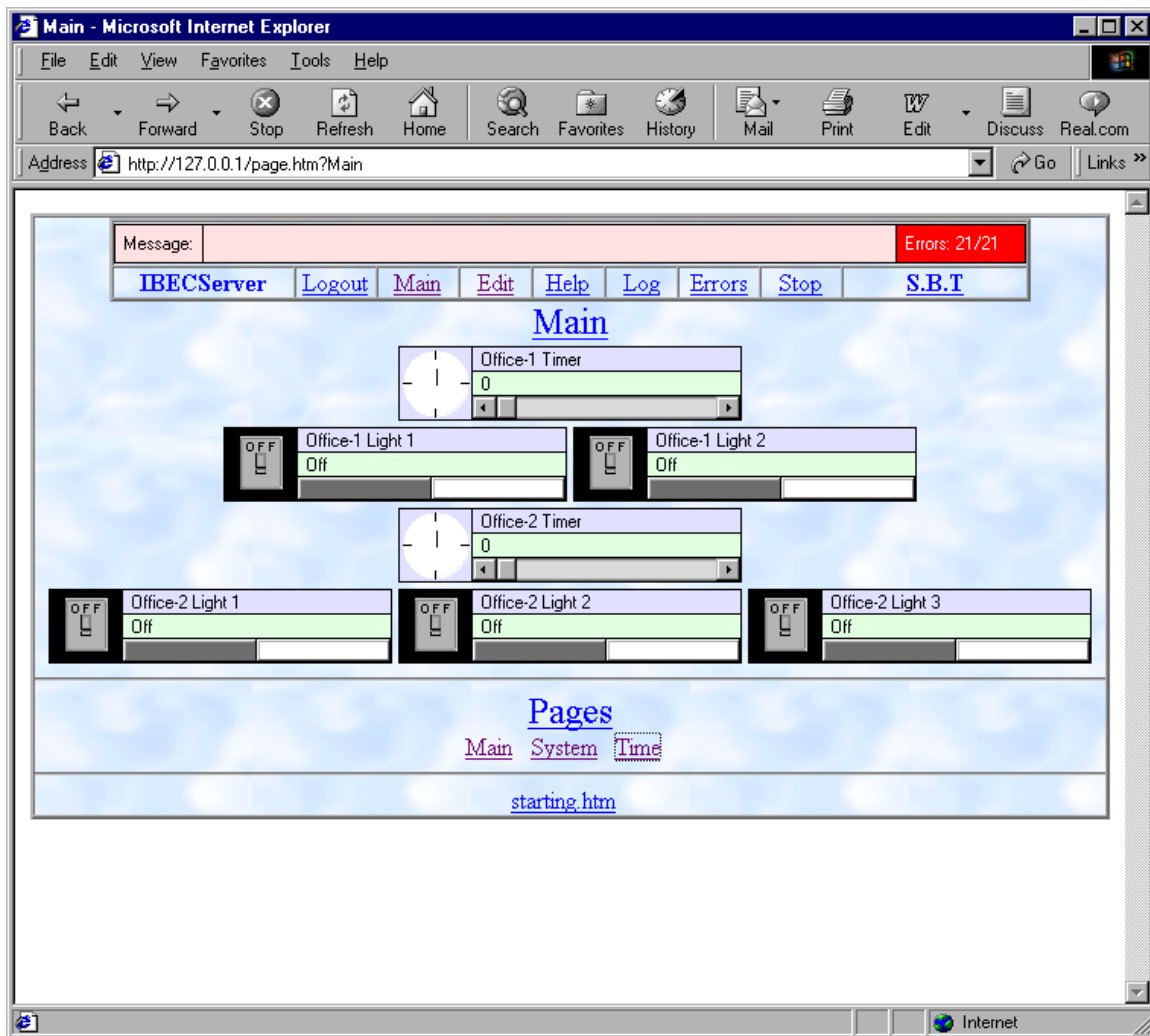 Main - Microsoft Internet Explorer
File Edit View Favorites Tools Help
Back Forward Stop Refresh Home Search Favorites History Mail Print Edit Discuss Real.com
Address http://127.0.0.1/page.htm?Main Go Links »
Message: Errors: 21/21
IBECServer Logout Main Edit Help Log Errors Stop S.B.T
Main
Office-1 Timer
0
OFF Office-1 Light 1 OFF Office-1 Light 2
Off Off
Office-2 Timer
0
OFF Office-2 Light 1 OFF Office-2 Light 2 OFF Office-2 Light 3
Off Off Off
Pages
Main System Time
starting.htm
Internet